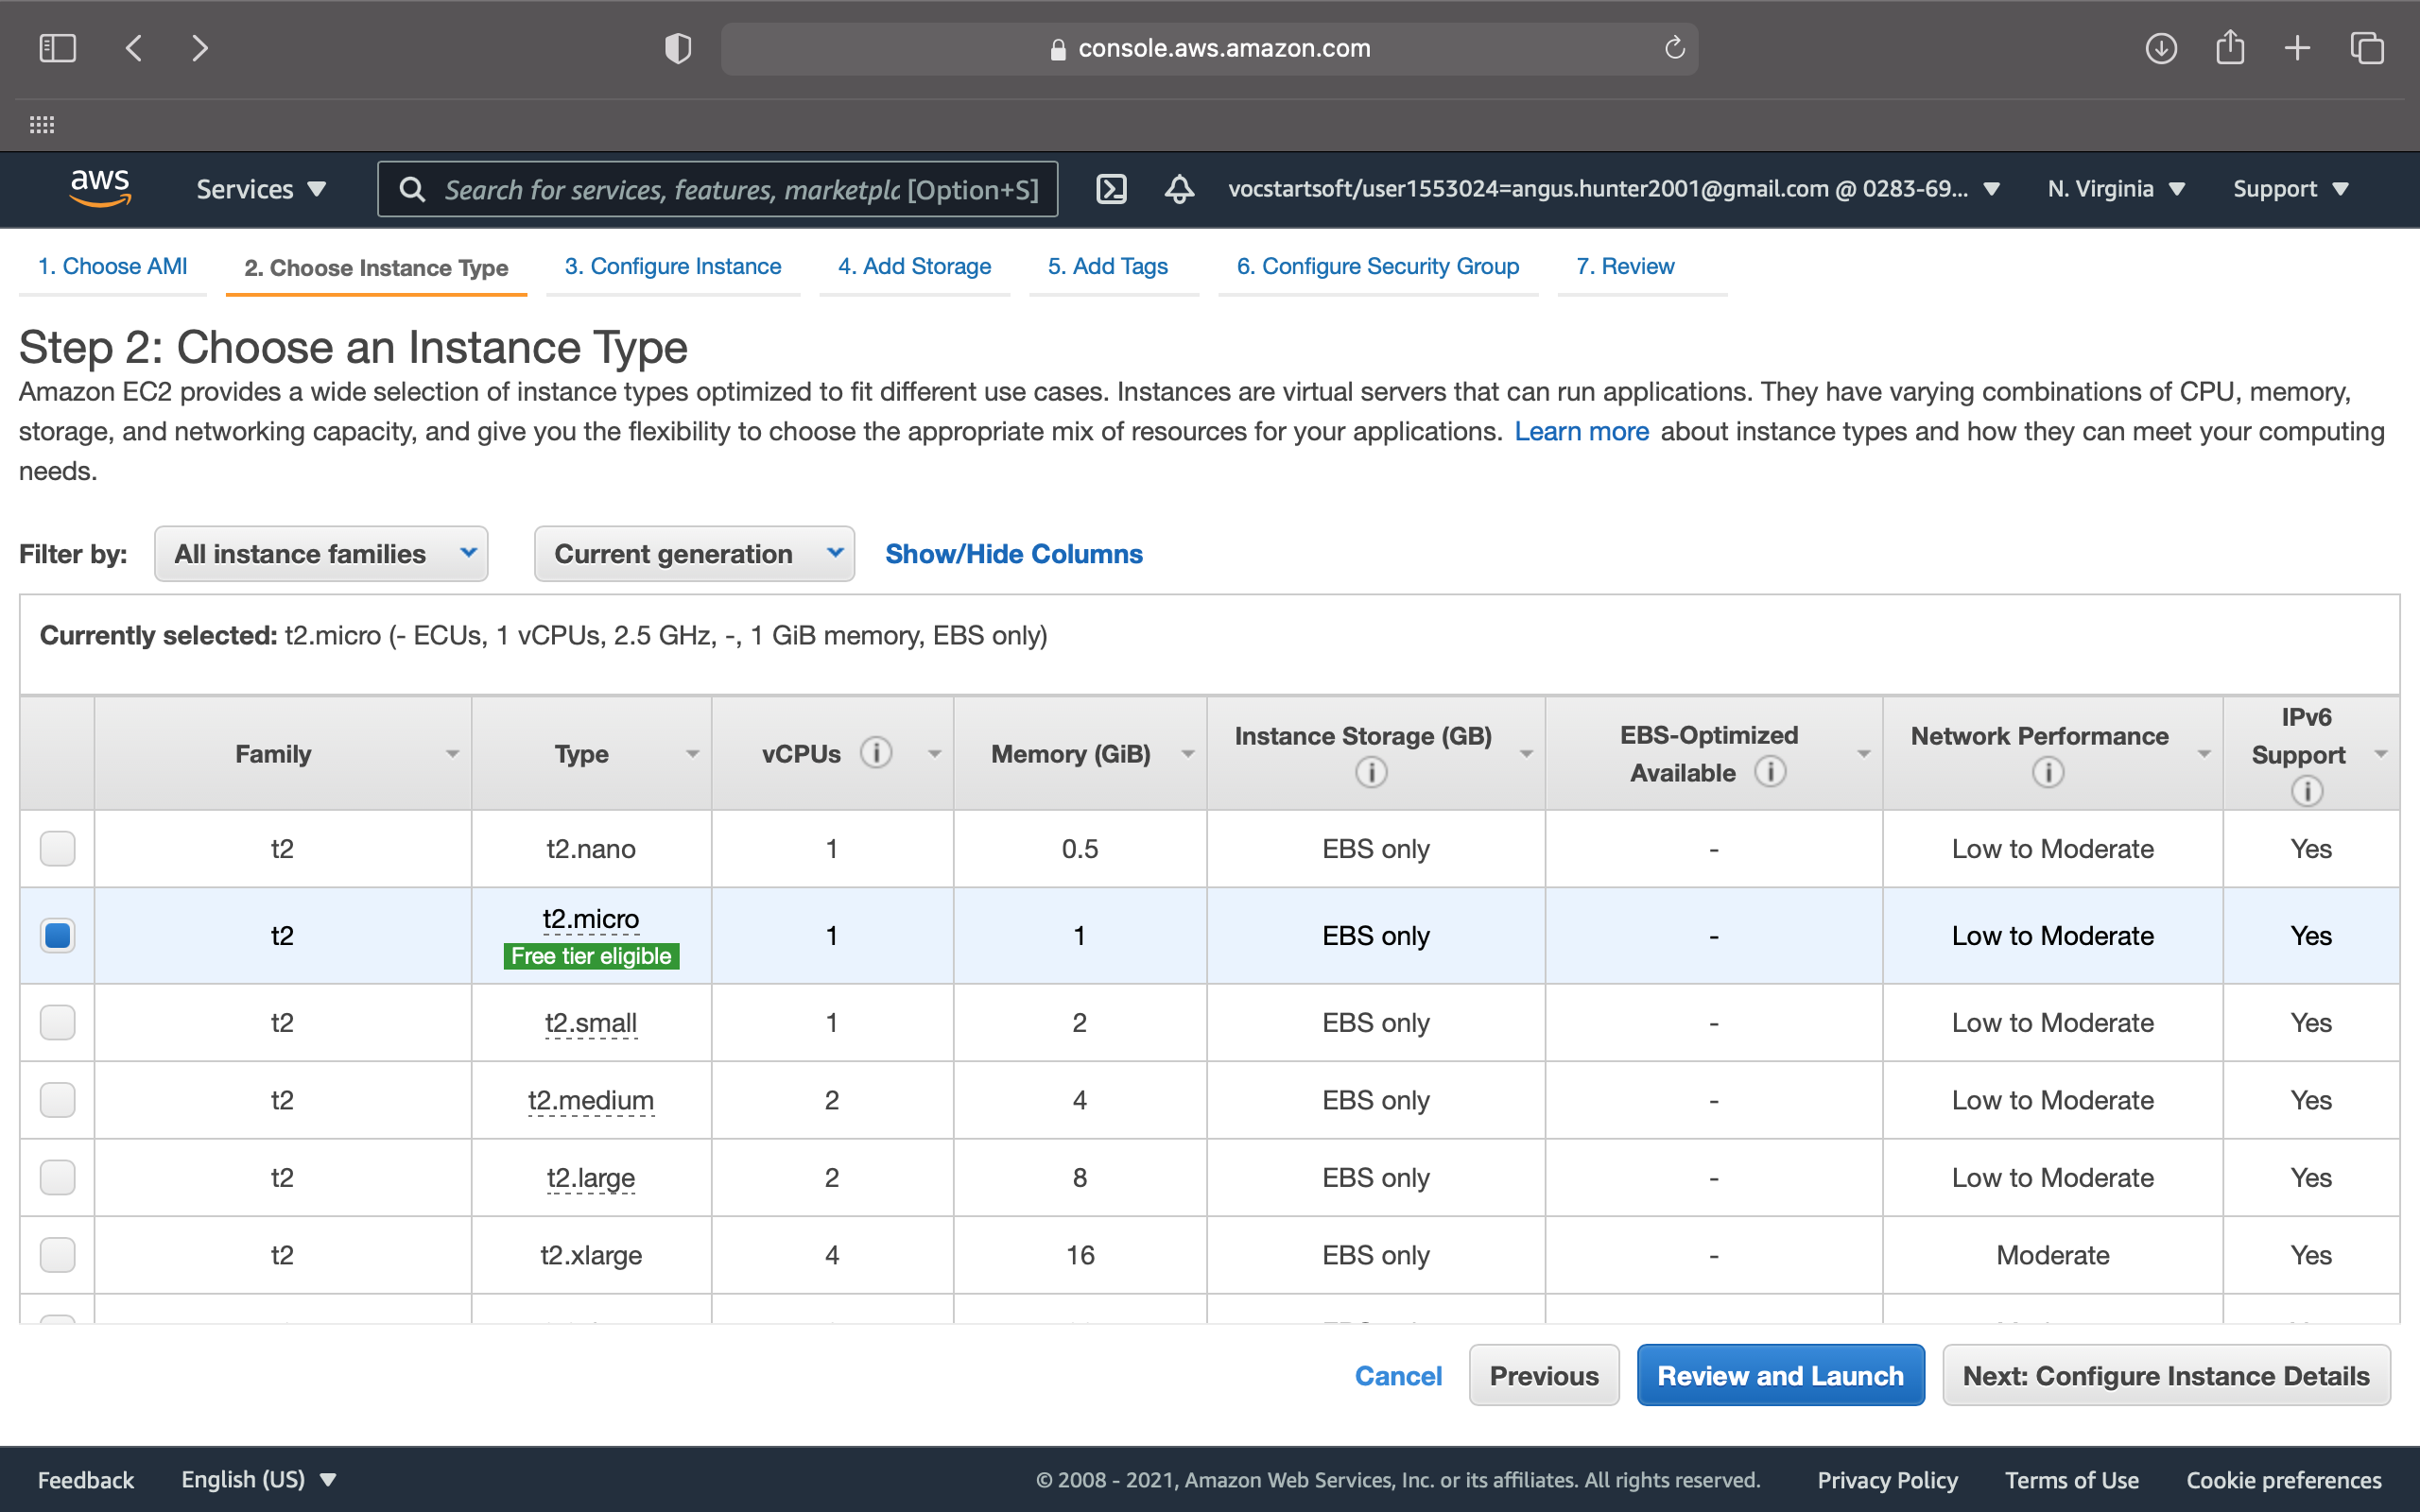 console.aws.amazon.com
aws
Services
Search for services, features, marketplc [Option+S]
vocstartsoft/user1553024=angus.hunter2001@gmail.com @ 0283-69...
N. Virginia
Support
1. Choose AMI
2. Choose Instance Type
3. Configure Instance
4. Add Storage
5. Add Tags
6. Configure Security Group
7. Review
Step 2: Choose an Instance Type
Amazon EC2 provides a wide selection of instance types optimized to fit different use cases. Instances are virtual servers that can run applications. They have varying combinations of CPU, memory,
storage, and networking capacity, and give you the flexibility to choose the appropriate mix of resources for your applications. Learn more about instance types and how they can meet your computing
needs.
Filter by: All instance families Current generation Show/Hide Columns
Currently selected: t2.micro (- ECUs, 1 vCPUs, 2.5 GHz, -, 1 GiB memory, EBS only)
Family
Type
vCPUs
Memory (GiB)
Instance Storage (GB)
EBS-Optimized
Available
Network Performance
IPv6
Support
t2 t2.nano 1 0.5 EBS only - Low to Moderate Yes
t2 t2.micro 1 1 EBS only - Low to Moderate Yes
Free tier eligible
t2 t2.small 1 2 EBS only - Low to Moderate Yes
t2 t2.medium 2 4 EBS only - Low to Moderate Yes
t2 t2.large 2 8 EBS only - Low to Moderate Yes
t2 t2.xlarge 4 16 EBS only - Moderate Yes
Cancel Previous Review and Launch Next: Configure Instance Details
Feedback English (US) © 2008 - 2021, Amazon Web Services, Inc. or its affiliates. All rights reserved. Privacy Policy Terms of Use Cookie preferences